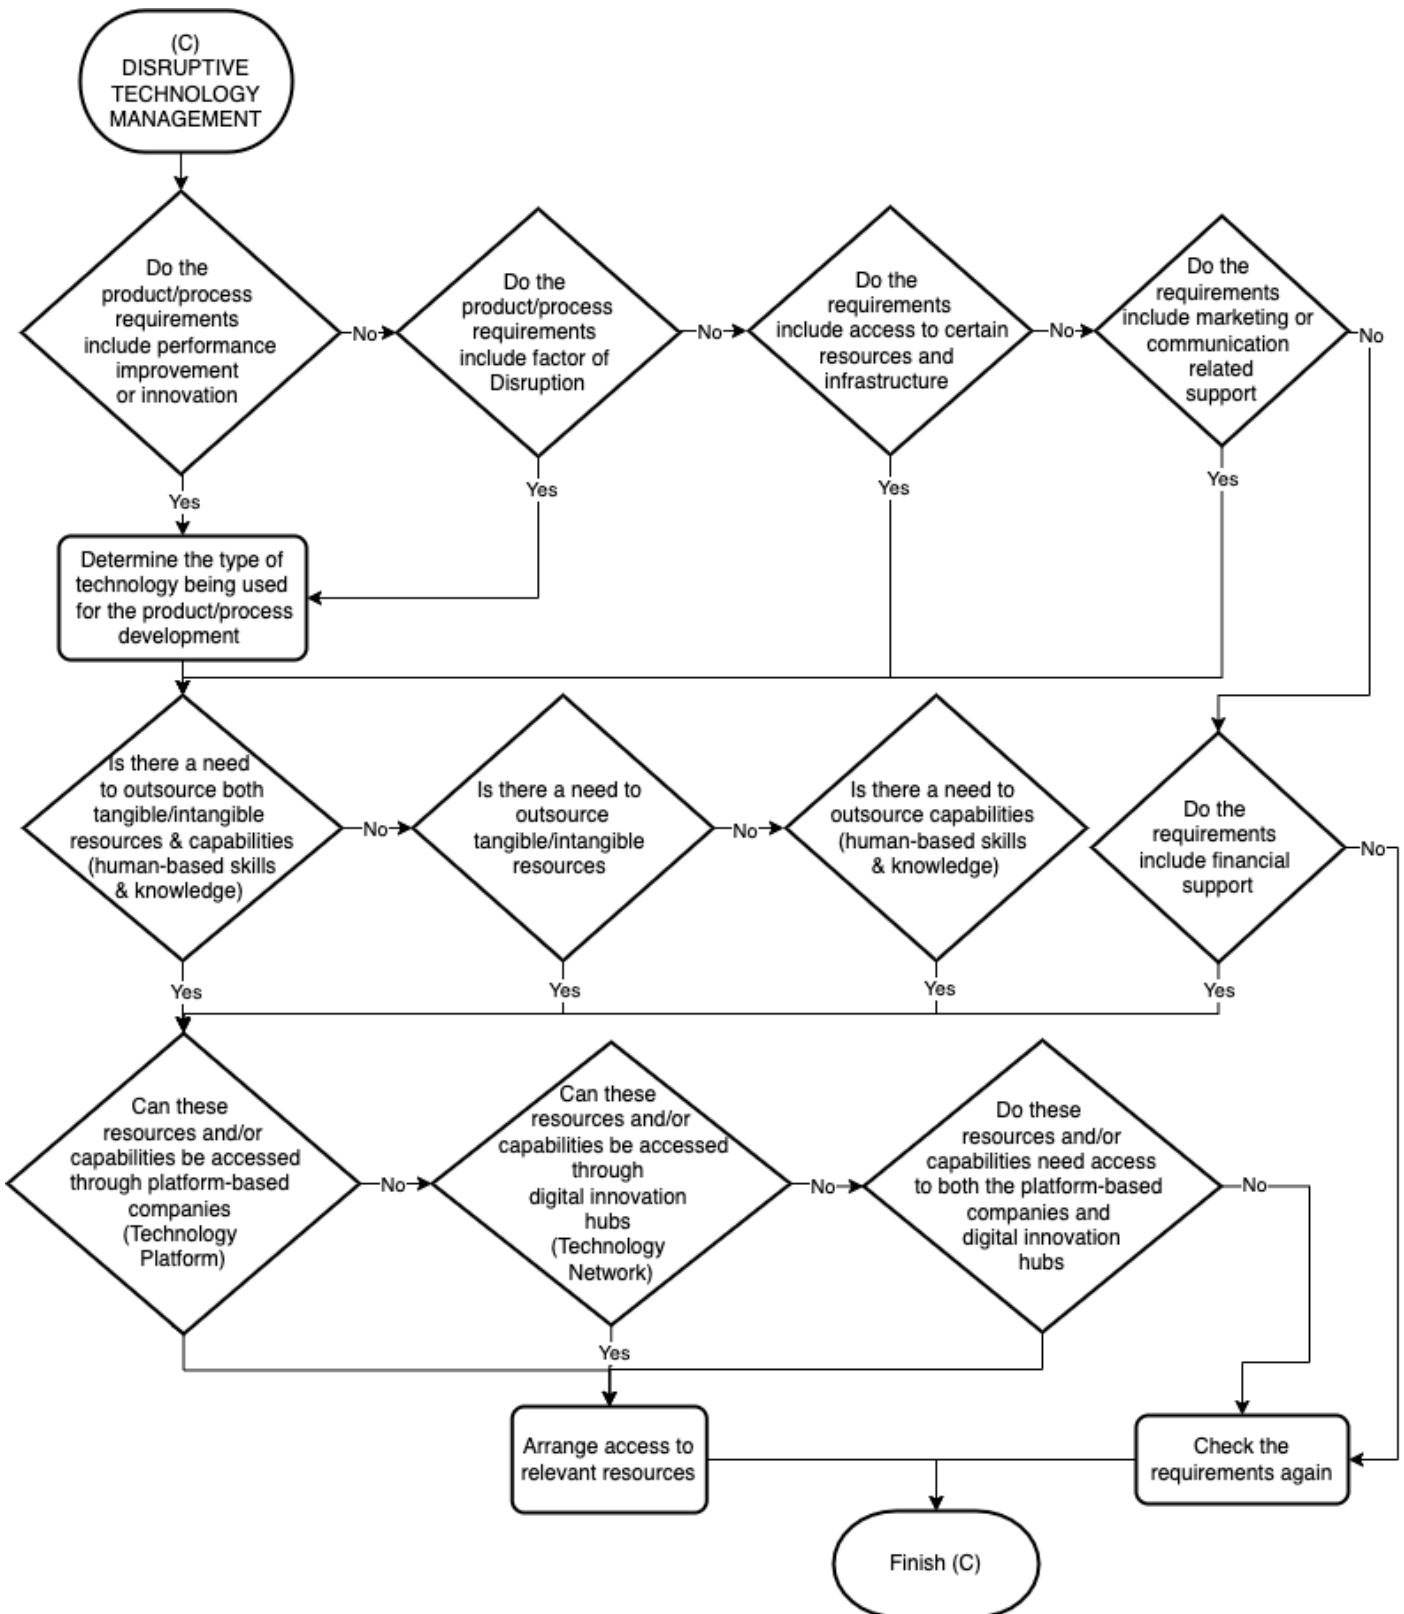 (C)
DISRUPTIVE
TECHNOLOGY
MANAGEMENT
Do the
product/process
requirements
include performance
improvement
or innovation
No
Do the
product/process
requirements
include factor of
Disruption
No
Do the
requirements
include access to certain
resources and
infrastructure
No
Do the
requirements
include marketing or
communication
related
support
No
Yes
Yes
Yes
Yes
Determine the type of
technology being used
for the product/process
development
Is there a need
to outsource both
tangible/intangible
resources & capabilities
(human-based skills
& knowledge)
No
Is there a need to
outsource
tangible/intangible
resources
No
Is there a need to
outsource capabilities
(human-based skills
& knowledge)
Do the
requirements
include financial
support
No
Yes
Yes
Yes
Yes
Can these
resources and/or
capabilities be accessed
through platform-based
companies
(Technology
Platform)
No
Can these
resources and/or
capabilities be accessed
through
digital innovation
hubs
(Technology
Network)
No
Do these
resources and/or
capabilities need access
to both the platform-based
companies and
digital innovation
hubs
No
Yes
Arrange access to
relevant resources
Check the
requirements again
Finish (C)